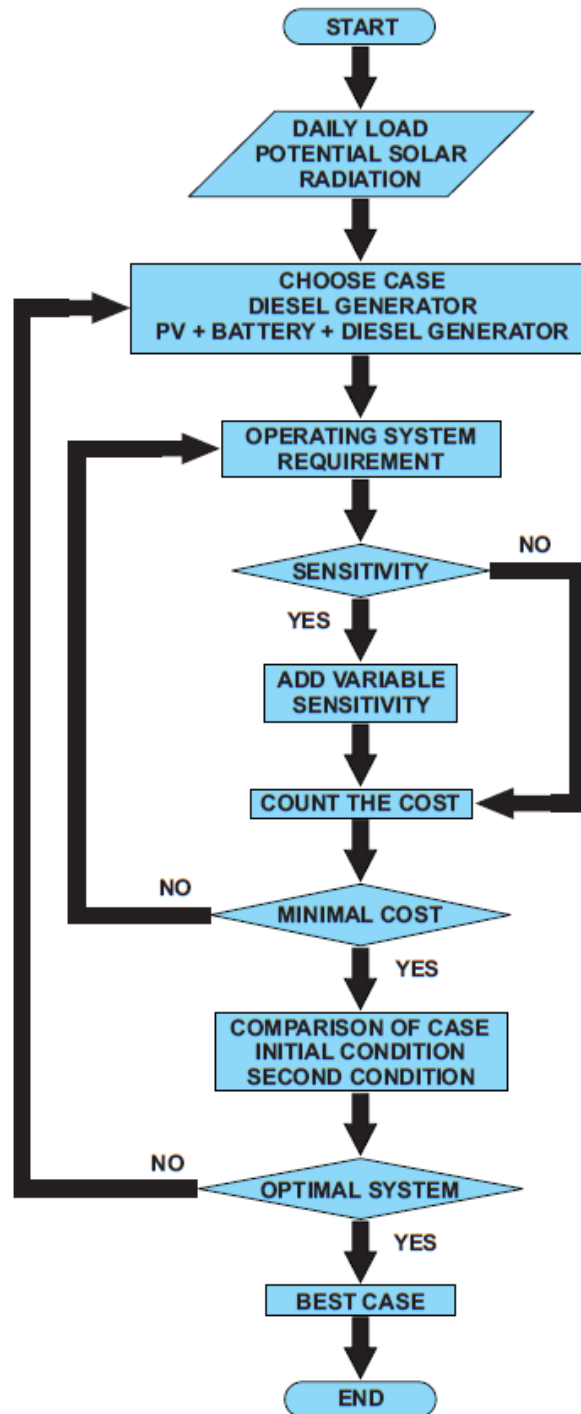 START
DAILY LOAD
POTENTIAL SOLAR
RADIATION
CHOOSE CASE
DIESEL GENERATOR
PV + BATTERY + DIESEL GENERATOR
OPERATING SYSTEM
REQUIREMENT
SENSITIVITY
NO
YES
ADD VARIABLE
SENSITIVITY
COUNT THE COST
NO
MINIMAL COST
YES
COMPARISON OF CASE
INITIAL CONDITION
SECOND CONDITION
NO
OPTIMAL SYSTEM
YES
BEST CASE
END